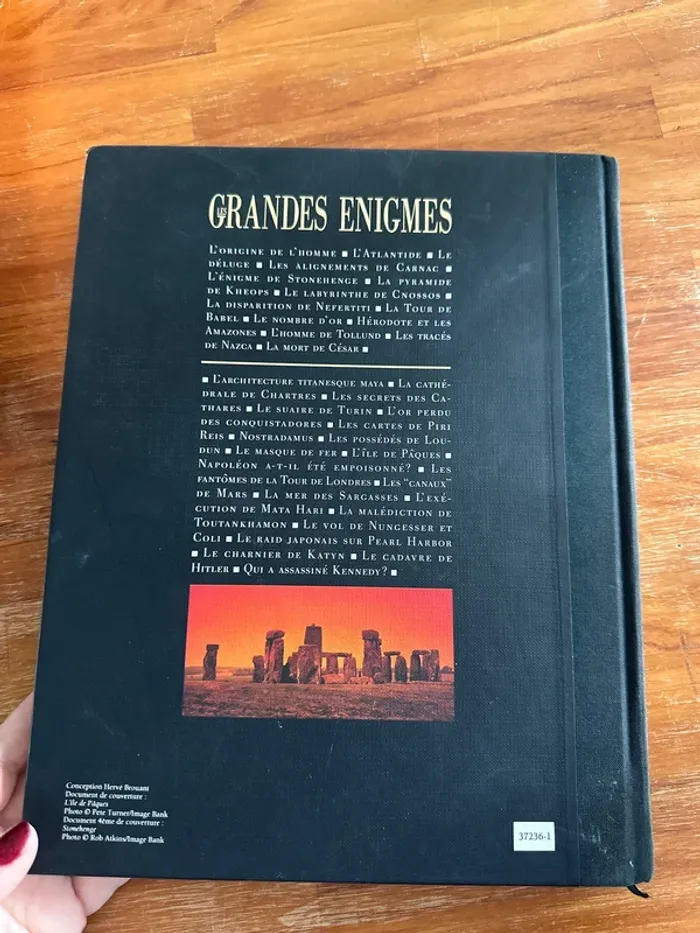 LES
GRANDES ENIGMES
L'ORIGINE DE L'HOMME ■ L'ATLANTIDE ■ LE
DÉLUGE ■ LES ALIGNEMENTS DE CARNAC ■
L'ÉNIGME DE STONEHENGE ■ LA PYRAMIDE
DE KHEOPS ■ LE LABYRINTHE DE CNOSSOS ■
LA DISPARITION DE NEFERTITI ■ LA TOUR DE
BABEL ■ LE NOMBRE D'OR ■ HÉRODOTE ET LES
AMAZONES ■ L'HOMME DE TOLLUND ■ LES TRACÉS
DE NAZCA ■ LA MORT DE CÉSAR ■
■ L'ARCHITECTURE TITANESQUE MAYA ■ LA CATHÉ-
DRALE DE CHARTRES ■ LES SECRETS DES CA-
THARES ■ LE SUAIRE DE TURIN ■ L'OR PERDU
DES CONQUISTADORES ■ LES CARTES DE PIRI
REIS ■ NOSTRADAMUS ■ LES POSSÉDÉS DE LOU-
DUN ■ LE MASQUE DE FER ■ L'ÎLE DE PÂQUES ■
NAPOLÉON A-T-IL ÉTÉ EMPOISONNÉ? ■ LES
FANTÔMES DE LA TOUR DE LONDRES ■ LES "CANAUX"
DE MARS ■ LA MER DES SARGASSES ■ L'EXÉ-
CUTION DE MATA HARI ■ LA MALÉDICTION DE
TOUTANKHAMON ■ LE VOL DE NUNGESSER ET
COLI ■ LE RAID JAPONAIS SUR PEARL HARBOR
■ LE CHARNIER DE KATYN ■ LE CADAVRE DE
HITLER ■ QUI A ASSASSINÉ KENNEDY? ■
Conception Hervé Brouant
Document de couverture :
L'île de Pâques
Photo © Pete Turner/Image Bank
Document 4ème de couverture :
Stonehenge
Photo © Rob Atkins/Image Bank
37236-1